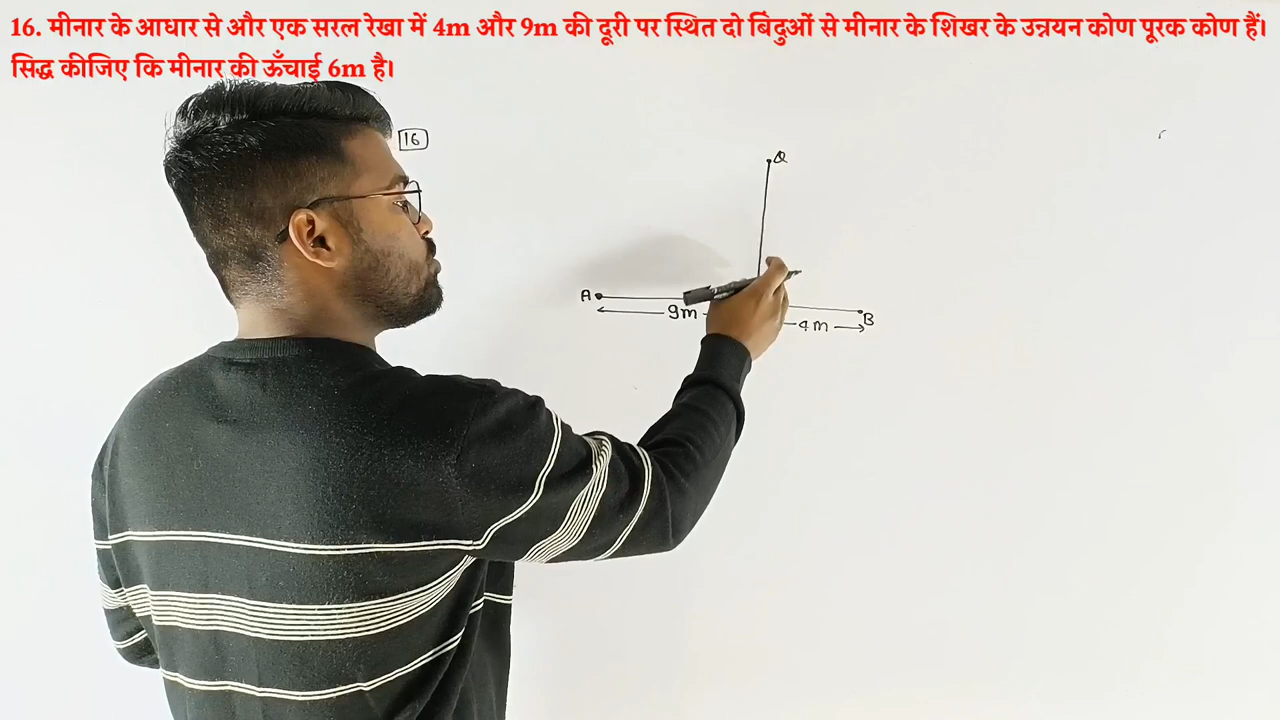 16. मीनार के आधार से और एक सरल रेखा में 4m और 9m की दूरी पर स्थित दो बिंदुओं से मीनार के शिखर के उन्नयन कोण पूरक कोण हैं।
सिद्ध कीजिए कि मीनार की ऊँचाई 6m है।
16
Q
A
9m
4m
B